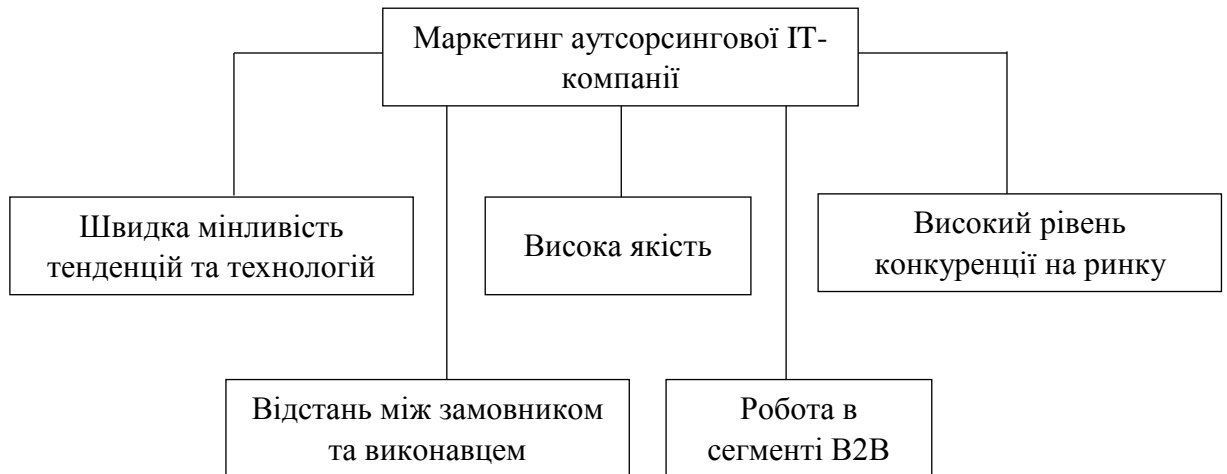 Маркетинг аутсорсингової ІТ-
компанії
Швидка мінливість
тенденцій та технологій
Висока якість
Високий рівень
конкуренції на ринку
Відстань між замовником
та виконавцем
Робота в
сегменті B2B